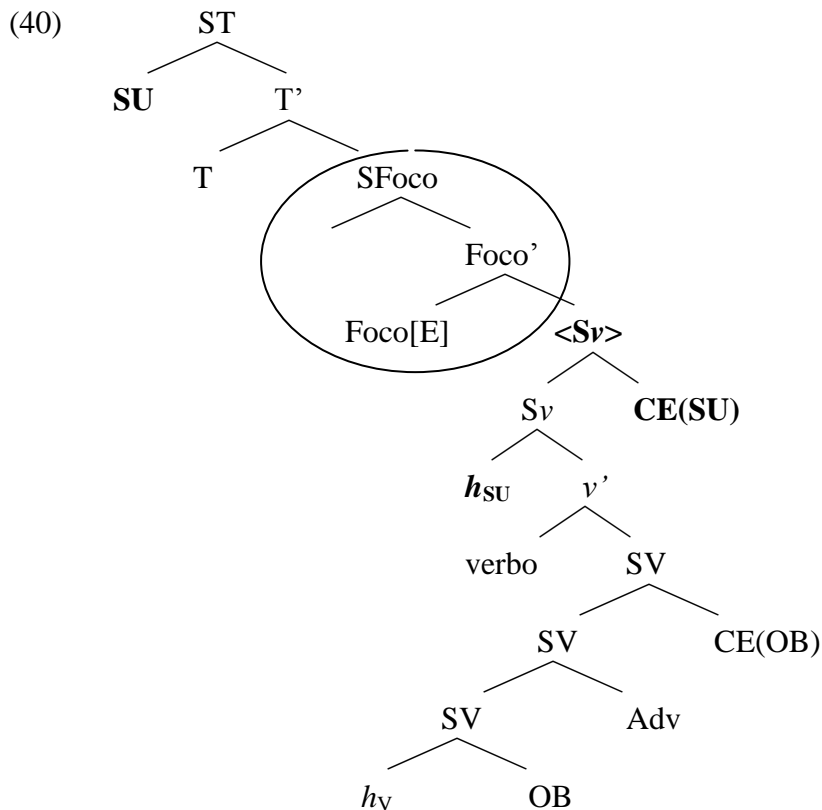 (40) ST
SU T’
T SFoco
Foco’
Foco[E] <Sv>
Sv CE(SU)
hSU v’
verbo SV
SV CE(OB)
SV Adv
hV OB